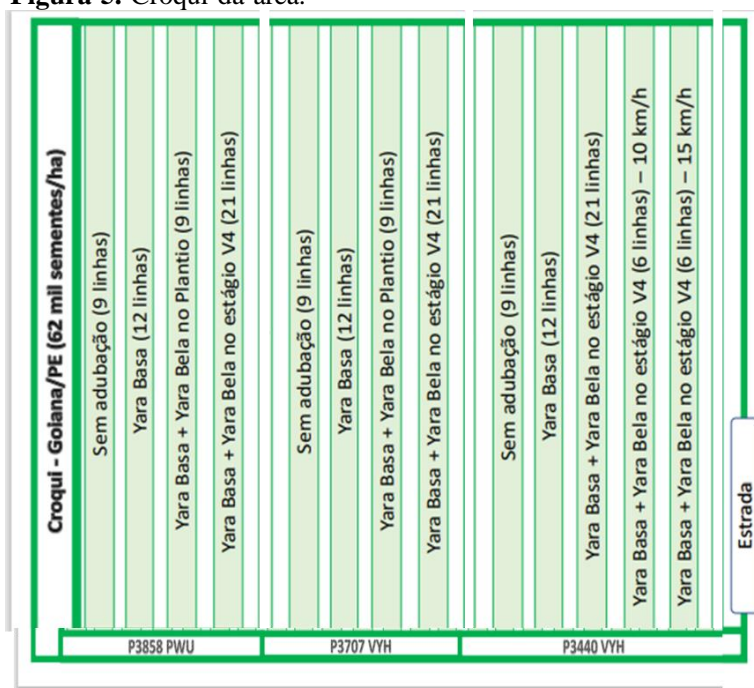 Figura 3. Croqui da área.
Croqui - Goiana/PE (62 mil sementes/ha)
Sem adubação (9 linhas)
Yara Basa (12 linhas)
Yara Basa + Yara Bela no Plantio (9 linhas)
Yara Basa + Yara Bela no estágio V4 (21 linhas)
Sem adubação (9 linhas)
Yara Basa (12 linhas)
Yara Basa + Yara Bela no Plantio (9 linhas)
Yara Basa + Yara Bela no estágio V4 (21 linhas)
Sem adubação (9 linhas)
Yara Basa (12 linhas)
Yara Basa + Yara Bela no estágio V4 (21 linhas)
Yara Basa + Yara Bela no estágio V4 (6 linhas) – 10 km/h
Yara Basa + Yara Bela no estágio V4 (6 linhas) – 15 km/h
Estrada
P3858 PWU
P3707 VYH
P3440 VYH